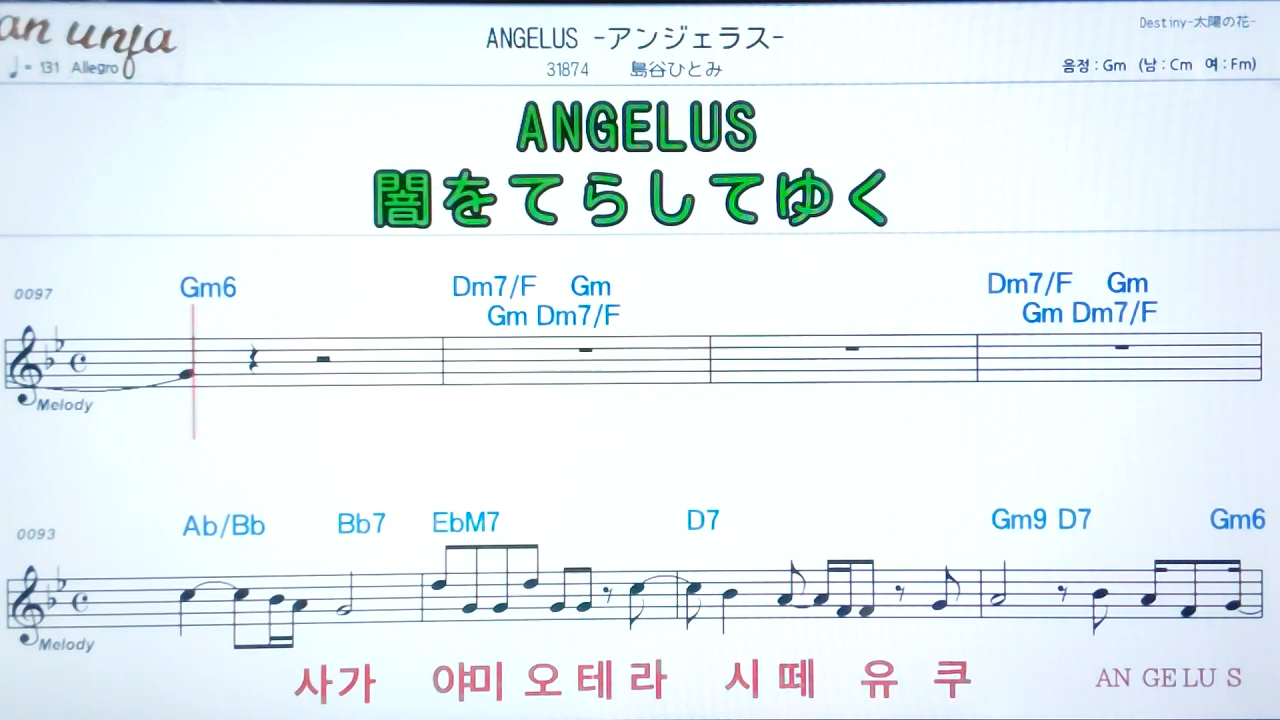 an unfa
ANGELUS -アンジェラス-
Destiny-太陽の花-
♩= 131 Allegro
31874 島谷ひとみ
음정 : Gm (남 : Cm 여 : Fm)
ANGELUS
闇をてらしてゆく
0097
Gm6 Dm7/F Gm Dm7/F Gm
Gm Dm7/F Gm Dm7/F
Melody
0093
Ab/Bb Bb7 EbM7 D7 Gm9 D7 Gm6
Melody
사가 야미 오 테 라 시 떼 유 쿠 AN GE LU S